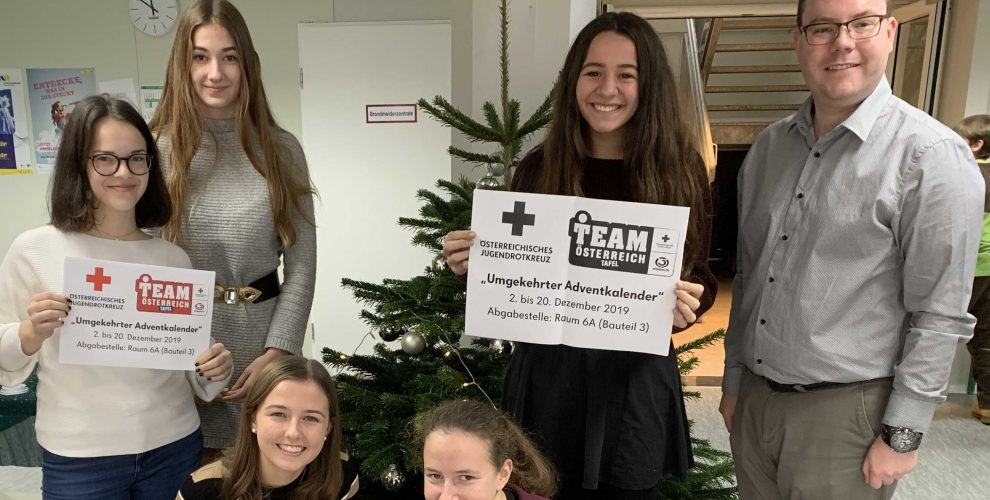 ENTDECKE,
WAS IN
DIR STECKT!
Brandmelderzentrale
ÖSTERREICHISCHES
JUGENDROTKREUZ
TEAM
ÖSTERREICH
TAFEL
„Umgekehrter Adventkalender"
2. bis 20. Dezember 2019
Abgabestelle: Raum 6A (Bauteil 3)
ÖSTERREICHISCHES
JUGENDROTKREUZ
TEAM
ÖSTERREICH
TAFEL
„Umgekehrter Adventkalender"
2. bis 20. Dezember 2019
Abgabestelle: Raum 6A (Bauteil 3)